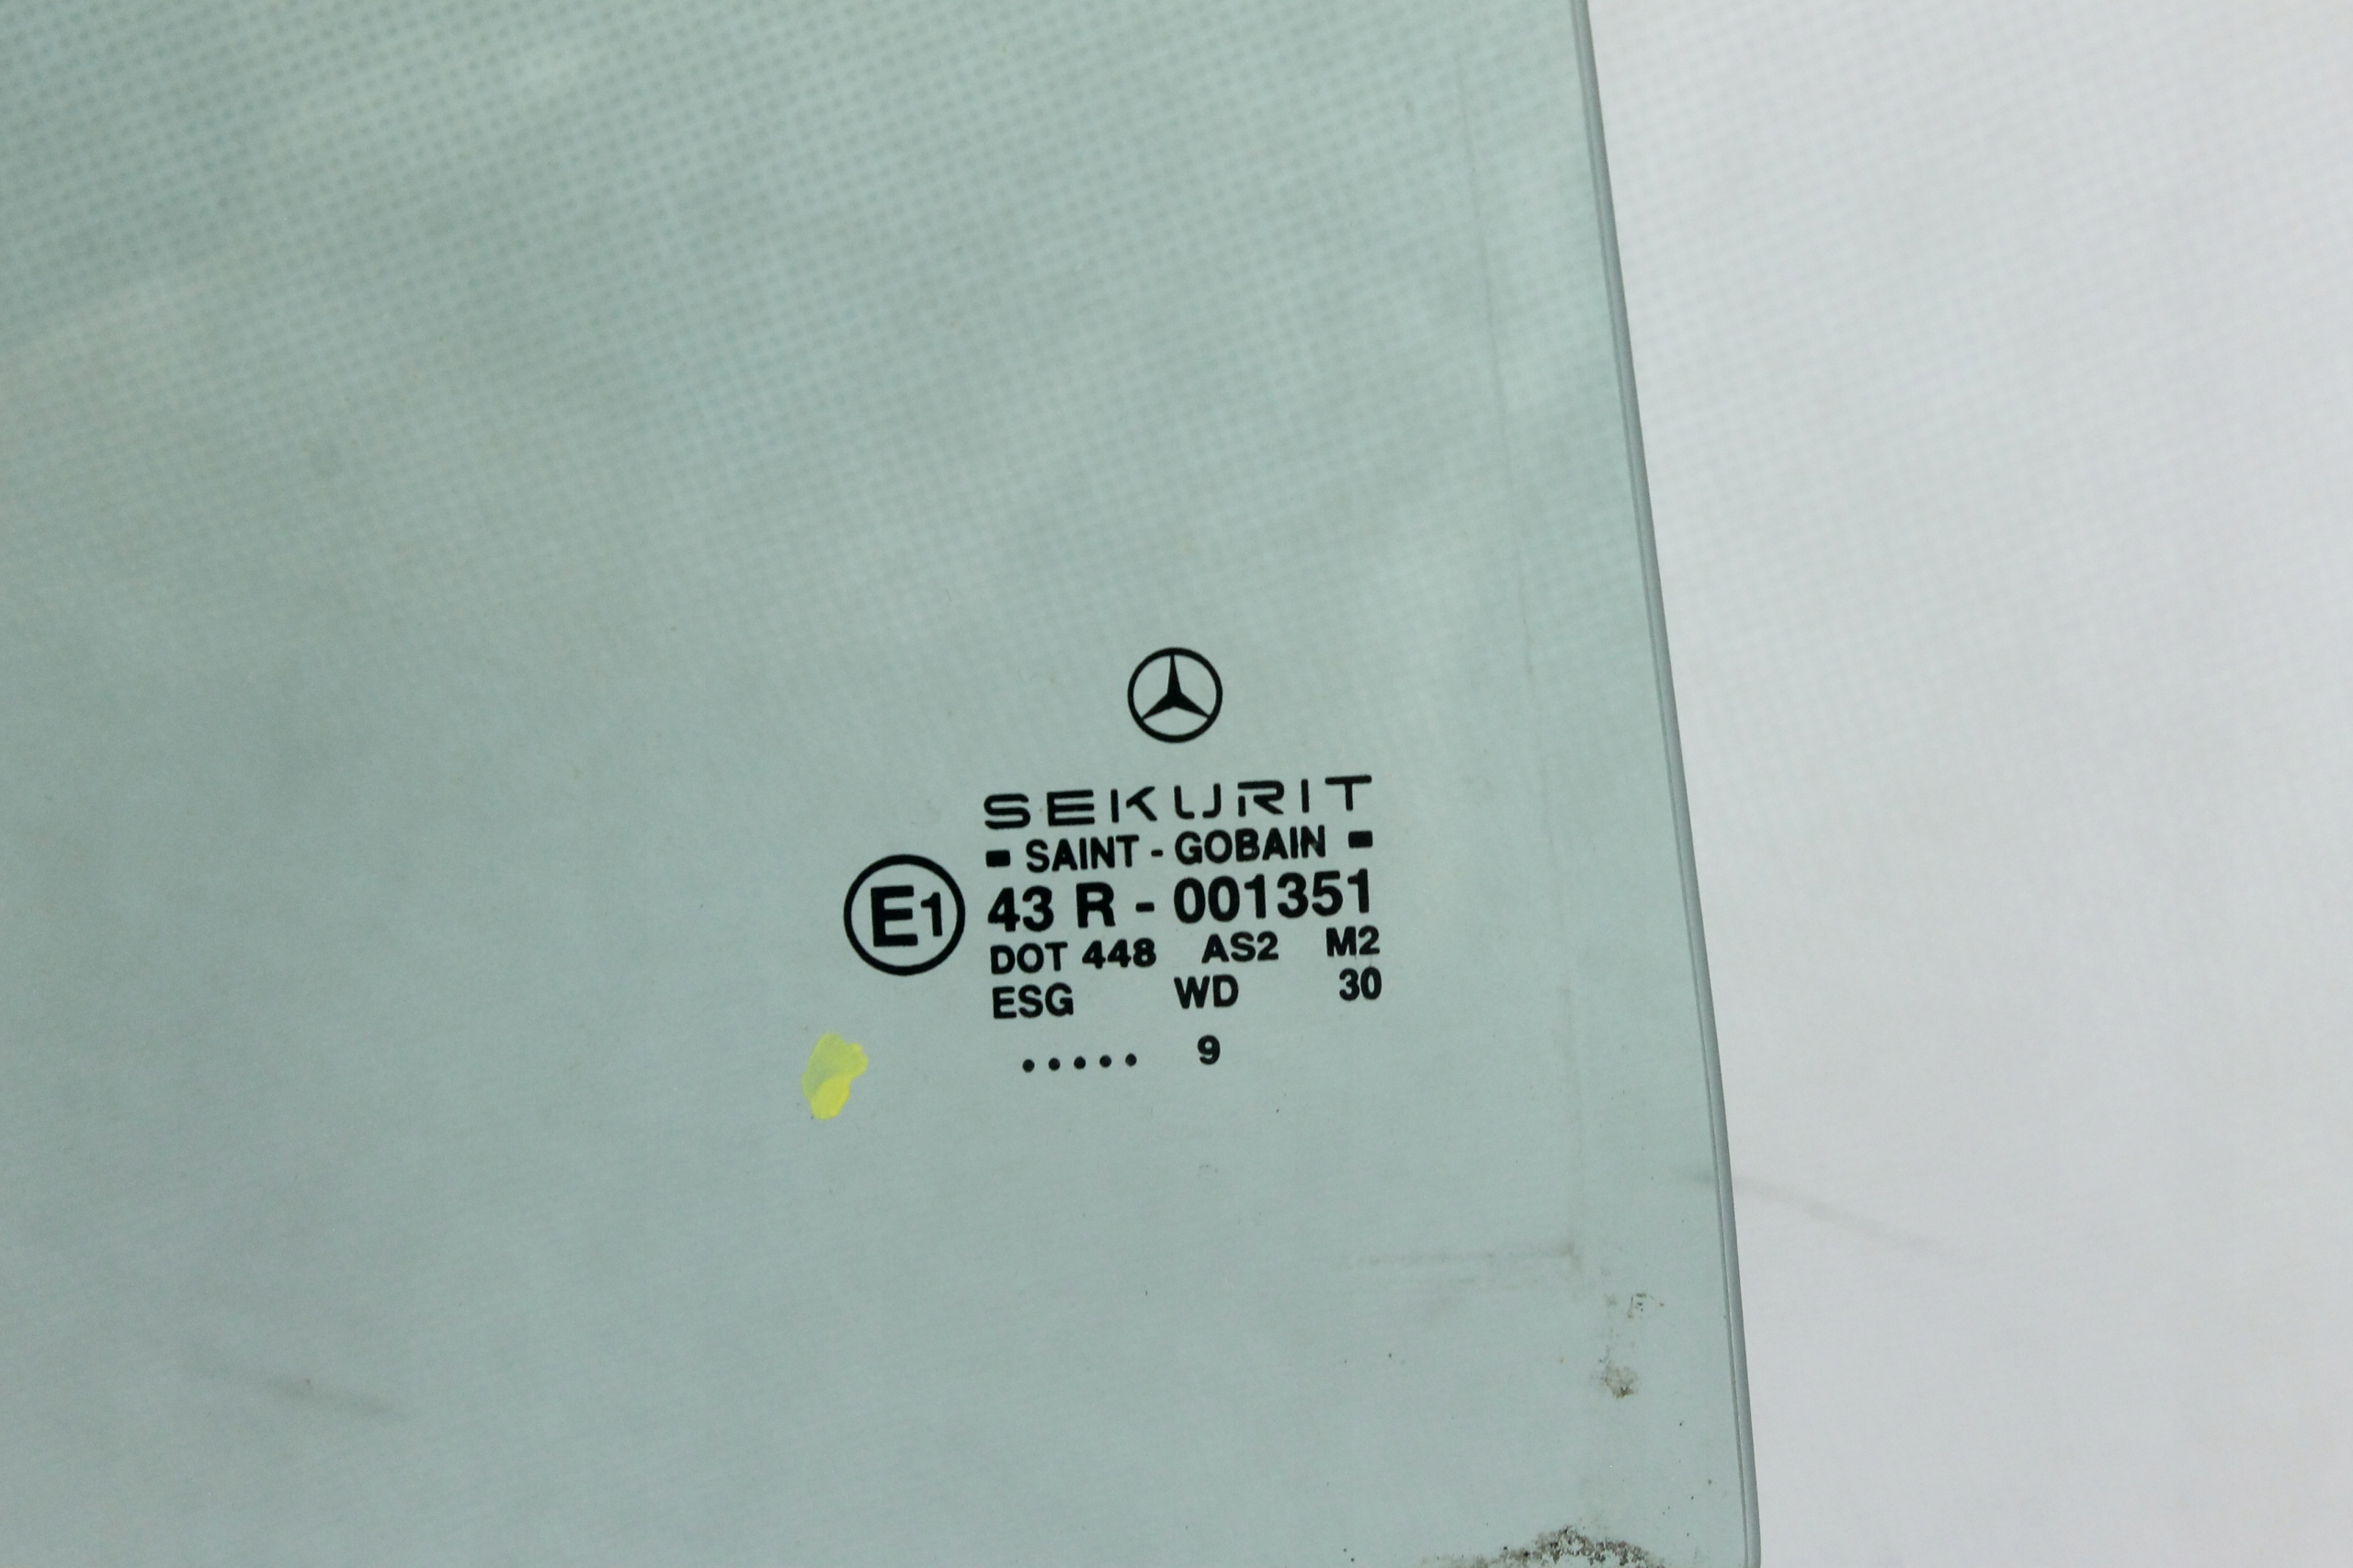 SEKURIT
- SAINT - GOBAIN -
E1 43 R - 001351
DOT 448 AS2 M2
ESG WD 30
..... 9